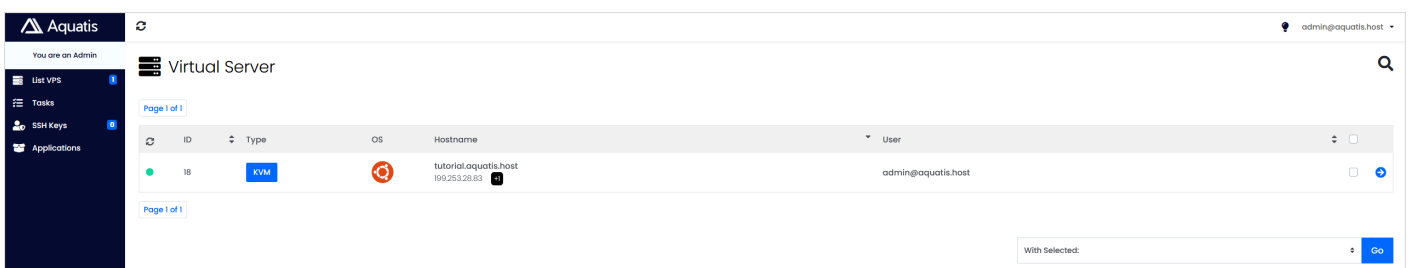 Aquatis
admin@aquatis.host
You are an Admin
List VPS 1
Tasks
SSH Keys 0
Applications
Virtual Server
Page 1 of 1
ID Type OS Hostname User
18 KVM tutorial.aquatis.host admin@aquatis.host
199.253.28.83 +1
Page 1 of 1
With Selected: Go